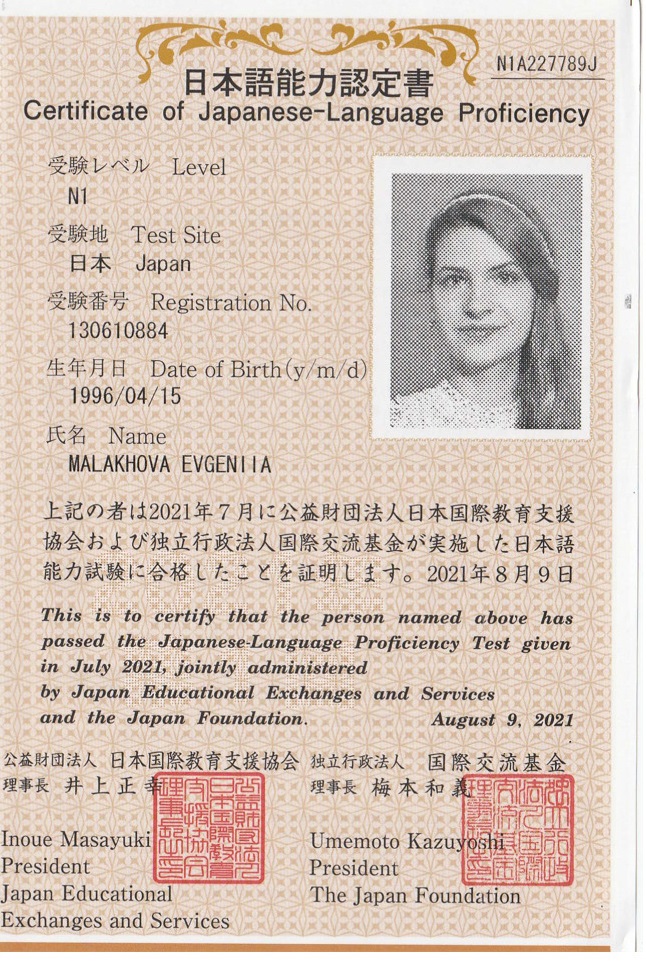 N1A227789J
日本語能力認定書
Certificate of Japanese-Language Proficiency
受験レベル Level
N1
受験地 Test Site
日本 Japan
受験番号 Registration No.
130610884
生年月日 Date of Birth(y/m/d)
1996/04/15
氏名 Name
MALAKHOVA EVGENIIA
上記の者は2021年7月に公益財団法人日本国際教育支援
協会および独立行政法人国際交流基金が実施した日本語
能力試験に合格したことを証明します。2021年8月9日
This is to certify that the person named above has
passed the Japanese-Language Proficiency Test given
in July 2021, jointly administered
by Japan Educational Exchanges and Services
and the Japan Foundation. August 9, 2021
公益財団法人 日本国際教育支援協会
理事長 井上正幸
Inoue Masayuki
President
Japan Educational
Exchanges and Services
独立行政法人 国際交流基金
理事長 梅本和義
Umemoto Kazuyoshi
President
The Japan Foundation